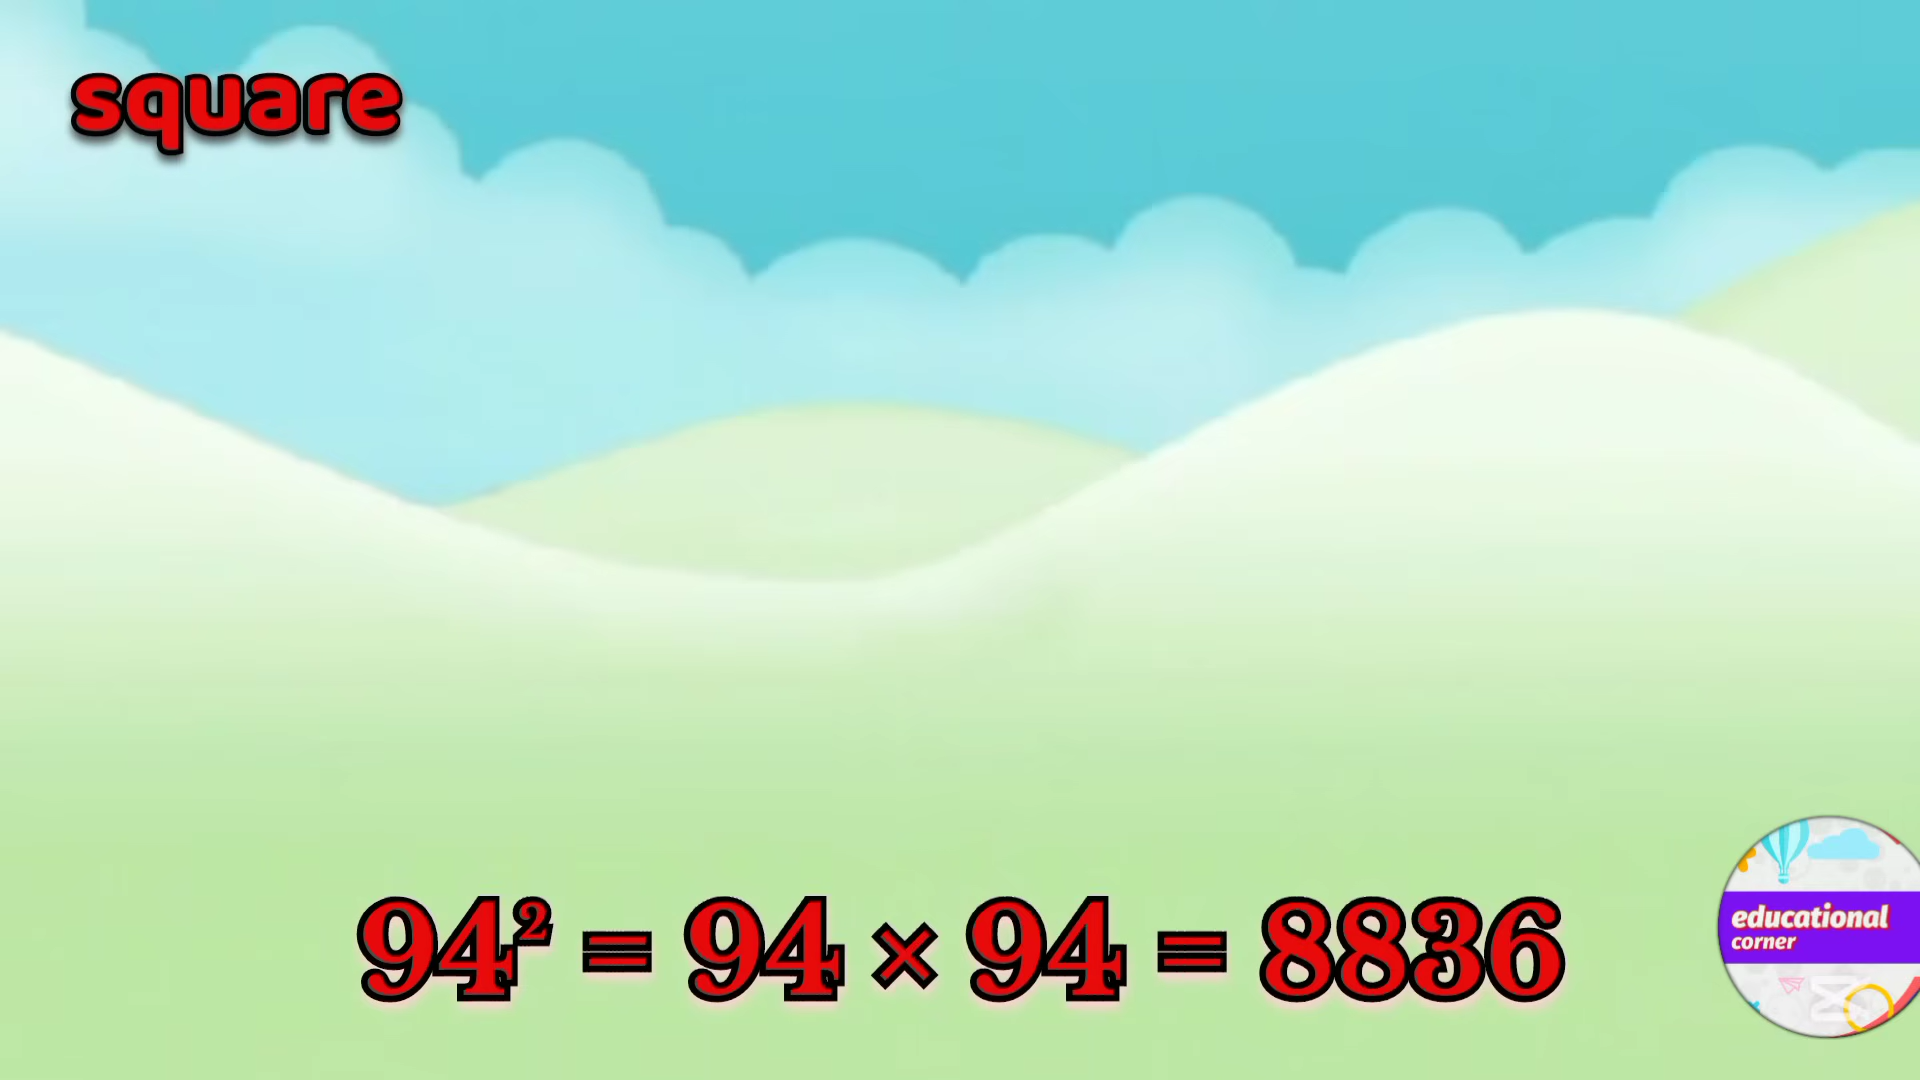 square
94² = 94 × 94 = 8836
educational
corner